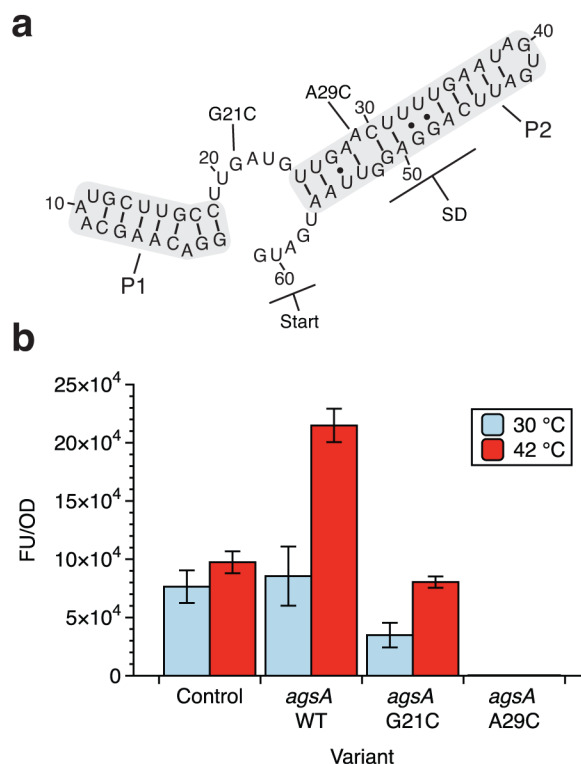 a
GGACAAGCAAUGCUUGCCUUGAUGUUGAACUUUUGAAUAGUGAUUCAGGAGGUUAAUGAUG
10
20
30
40
50
60
G21C
A29C
P1
P2
SD
Start
b
FU/OD
25×10⁴
20×10⁴
15×10⁴
10×10⁴
5×10⁴
0
30 °C
42 °C
Control
agsA
WT
agsA
G21C
agsA
A29C
Variant